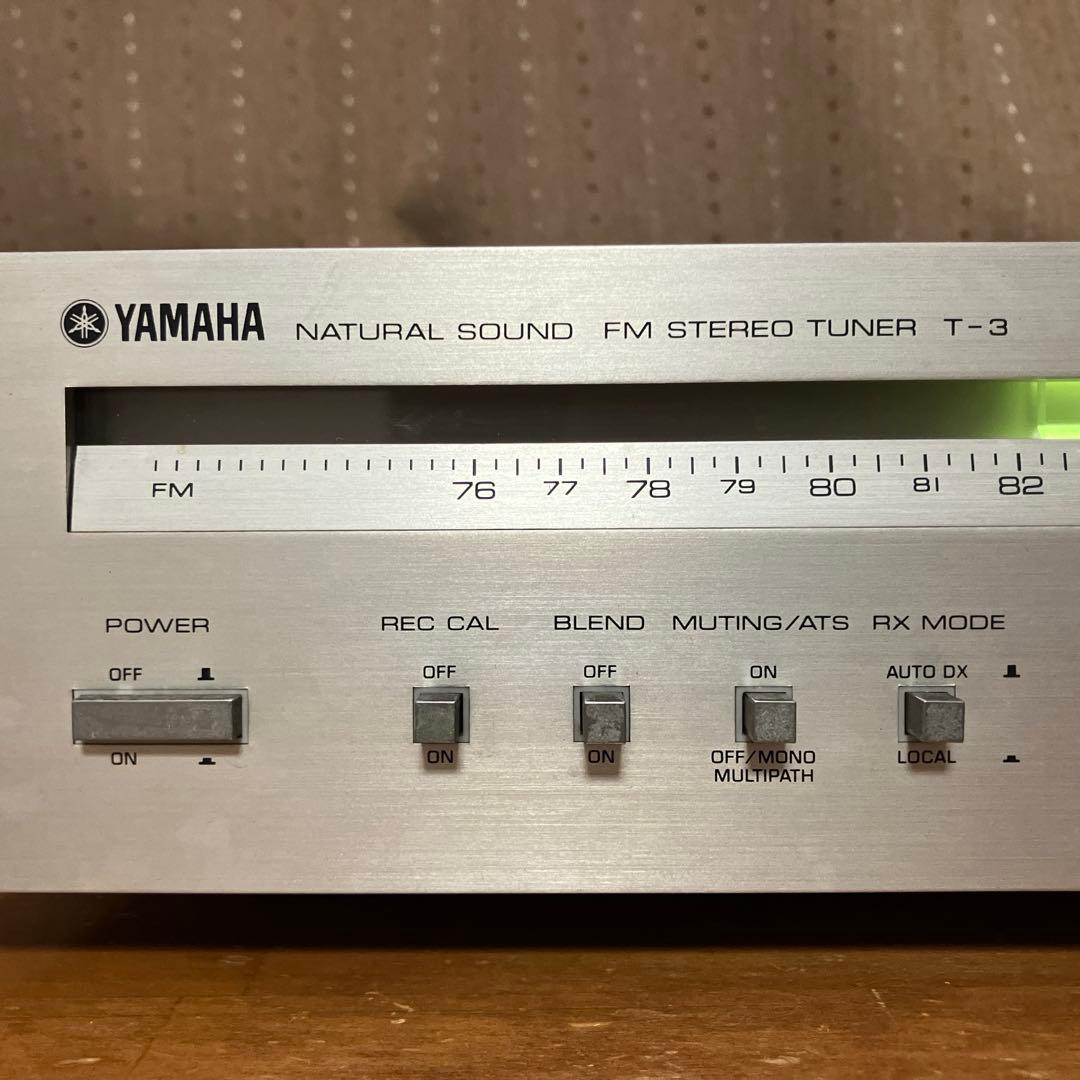 YAMAHA NATURAL SOUND FM STEREO TUNER T-3
FM 76 77 78 79 80 81 82
POWER REC CAL BLEND MUTING/ATS RX MODE
OFF OFF OFF ON AUTO DX
ON ON ON OFF/MONO LOCAL
MULTIPATH